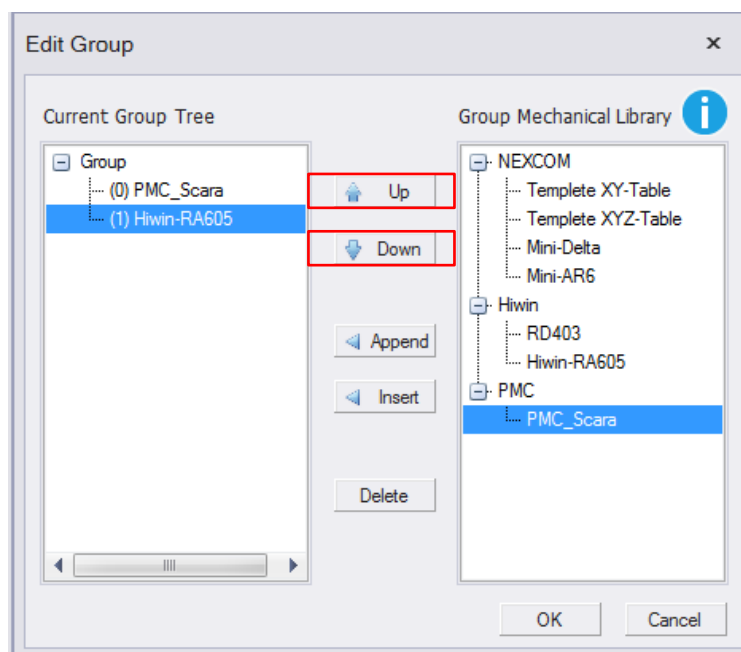 Edit Group
×
Current Group Tree
Group
(0) PMC_Scara
(1) Hiwin-RA605
Up
Down
Append
Insert
Delete
Group Mechanical Library
i
NEXCOM
Templete XY-Table
Templete XYZ-Table
Mini-Delta
Mini-AR6
Hiwin
RD403
Hiwin-RA605
PMC
PMC_Scara
OK
Cancel